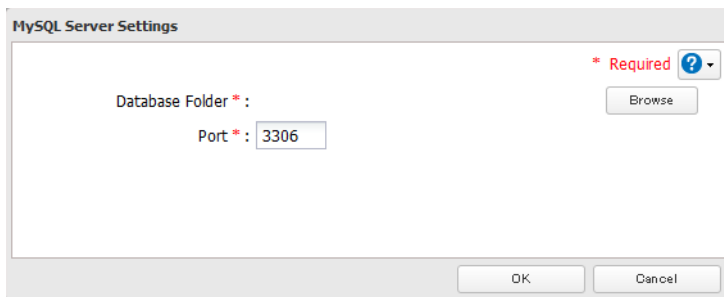 MySQL Server Settings
* Required ?
Database Folder * : Browse
Port * : 3306
OK Cancel